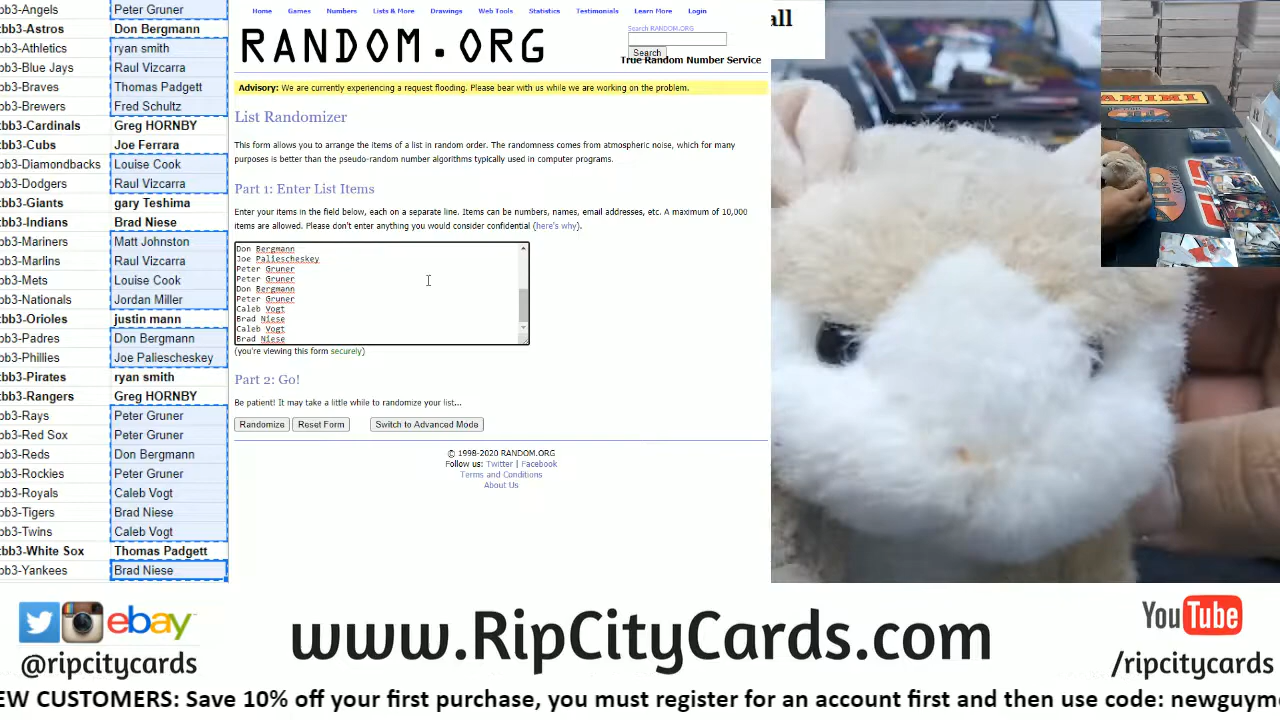 bb3-Angels Peter Gruner
bb3-Astros Don Bergmann
bb3-Athletics ryan smith
bb3-Blue Jays Raul Vizcarra
bb3-Braves Thomas Padgett
bb3-Brewers Fred Schultz
bb3-Cardinals Greg HORNBY
bb3-Cubs Joe Ferrara
bb3-Diamondbacks Louise Cook
bb3-Dodgers Raul Vizcarra
bb3-Giants gary Teshima
bb3-Indians Brad Niese
bb3-Mariners Matt Johnston
bb3-Marlins Raul Vizcarra
bb3-Mets Louise Cook
bb3-Nationals Jordan Miller
bb3-Orioles justin mann
bb3-Padres Don Bergmann
bb3-Phillies Joe Paliescheskey
bb3-Pirates ryan smith
bb3-Rangers Greg HORNBY
bb3-Rays Peter Gruner
bb3-Red Sox Peter Gruner
bb3-Reds Don Bergmann
bb3-Rockies Peter Gruner
bb3-Royals Caleb Vogt
bb3-Tigers Brad Niese
bb3-Twins Caleb Vogt
bb3-White Sox Thomas Padgett
bb3-Yankees Brad Niese
Home Games Numbers Lists & More Drawings Web Tools Statistics Testimonials Learn More Login
RANDOM.ORG
Search RANDOM.ORG
Search
True Random Number Service
Advisory: We are currently experiencing a request flooding. Please bear with us while we are working on the problem.
List Randomizer
This form allows you to arrange the items of a list in random order. The randomness comes from atmospheric noise, which for many
purposes is better than the pseudo-random number algorithms typically used in computer programs.
Part 1: Enter List Items
Enter your items in the field below, each on a separate line. Items can be numbers, names, email addresses, etc. A maximum of 10,000
items are allowed. Please don't enter anything you would consider confidential (here's why).
Don Bergmann
Joe Paliescheskey
Peter Gruner
Peter Gruner
Don Bergmann
Peter Gruner
Caleb Vogt
Brad Niese
Caleb Vogt
Brad Niese
(you're viewing this form securely)
Part 2: Go!
Be patient! It may take a little while to randomize your list...
Randomize Reset Form Switch to Advanced Mode
© 1998-2020 RANDOM.ORG
Follow us: Twitter | Facebook
Terms and Conditions
About Us
all
PANINI
ebay
@ripcitycards
www.RipCityCards.com
YouTube
/ripcitycards
EW CUSTOMERS: Save 10% off your first purchase, you must register for an account first and then use code: newguym